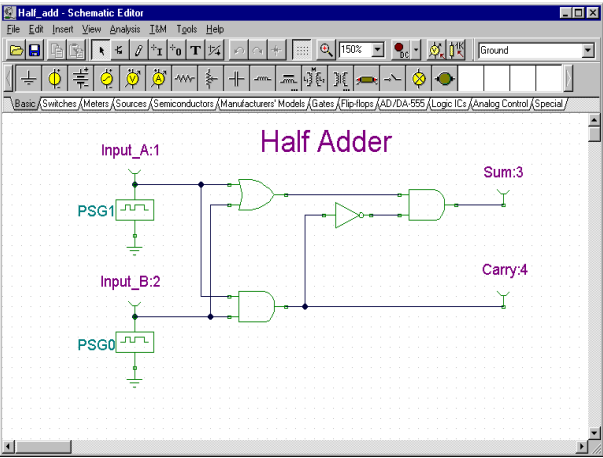 Half_add - Schematic Editor
File Edit Insert View Analysis I&M Tools Help
T 150% DC Ground
Basic Switches Meters Sources Semiconductors Manufacturers' Models Gates Flip-flops AD/DA-555 Logic ICs Analog Control Special
Half Adder
Input_A:1
Sum:3
PSG1
Input_B:2
Carry:4
PSG0